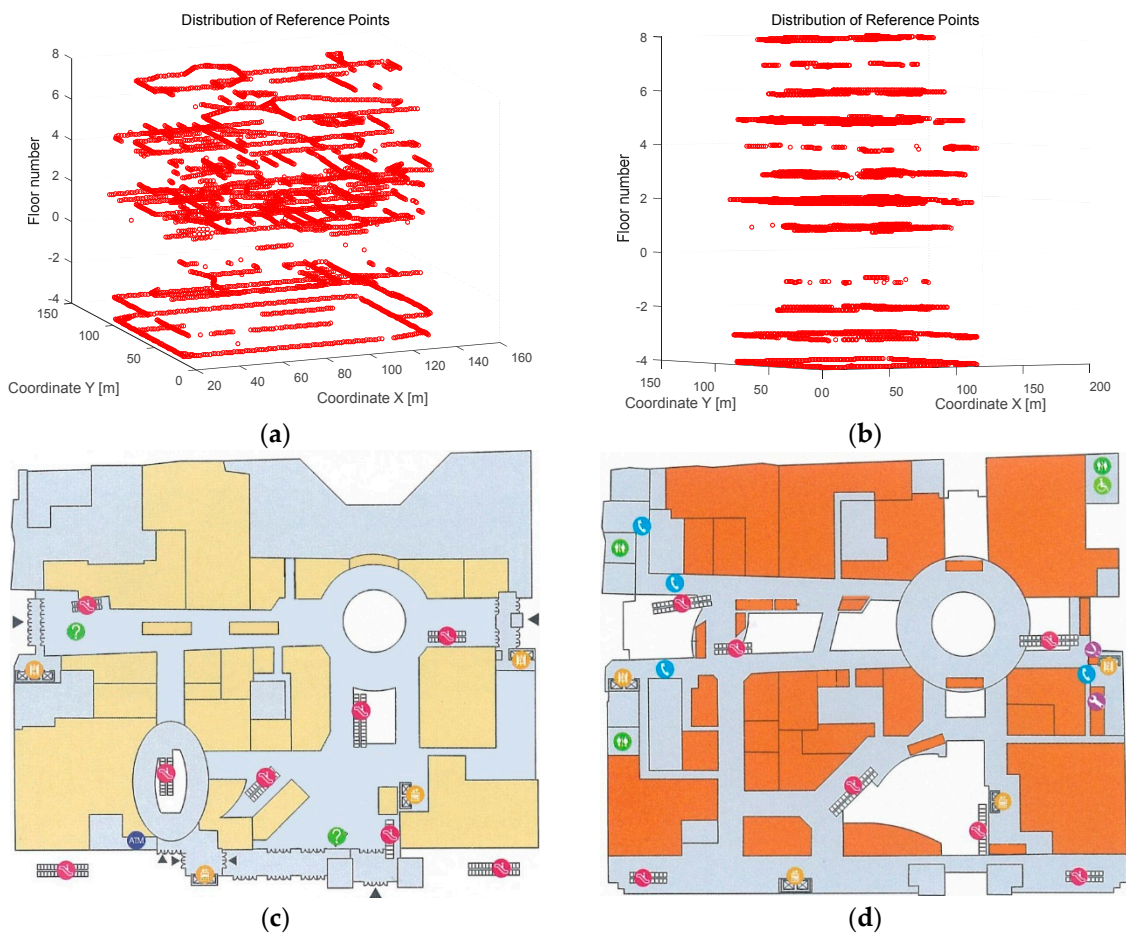 Distribution of Reference Points
8
6
4
2
0
-2
-4
Floor number
150
100
50
0
Coordinate Y [m]
20 40 60 80 100 120 140 160
Coordinate X [m]
(a)
Distribution of Reference Points
8
6
4
2
0
-2
-4
Floor number
150 100 50 00 50 100 150 200
Coordinate Y [m] Coordinate X [m]
(b)
?
?
ATM
(c)
(d)